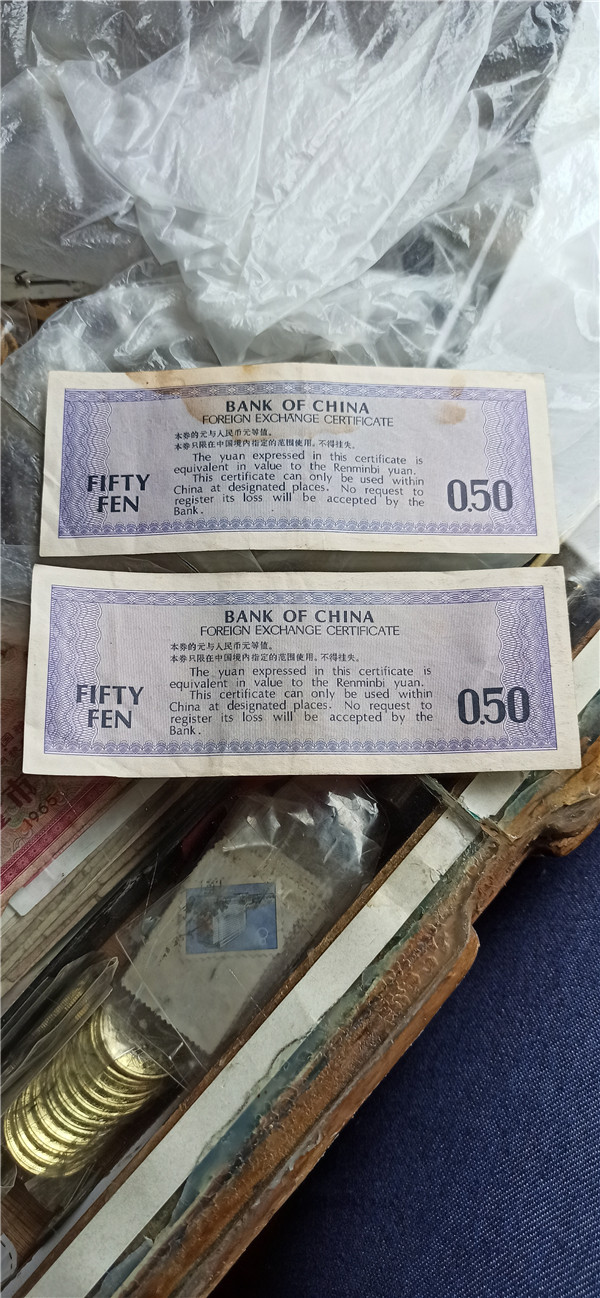 BANK OF CHINA
FOREIGN EXCHANGE CERTIFICATE
本券的元与人民币元等值。
本券只限在中国境内指定的范围使用。不得挂失。
The yuan expressed in this certificate is
equivalent in value to the Renminbi yuan.
This certificate can only be used within
China at designated places. No request to
register its loss will be accepted by the
Bank.
FIFTY
FEN
0.50
BANK OF CHINA
FOREIGN EXCHANGE CERTIFICATE
本券的元与人民币元等值。
本券只限在中国境内指定的范围使用。不得挂失。
The yuan expressed in this certificate is
equivalent in value to the Renminbi yuan.
This certificate can only be used within
China at designated places. No request to
register its loss will be accepted by the
Bank.
FIFTY
FEN
0.50
币
1965
8